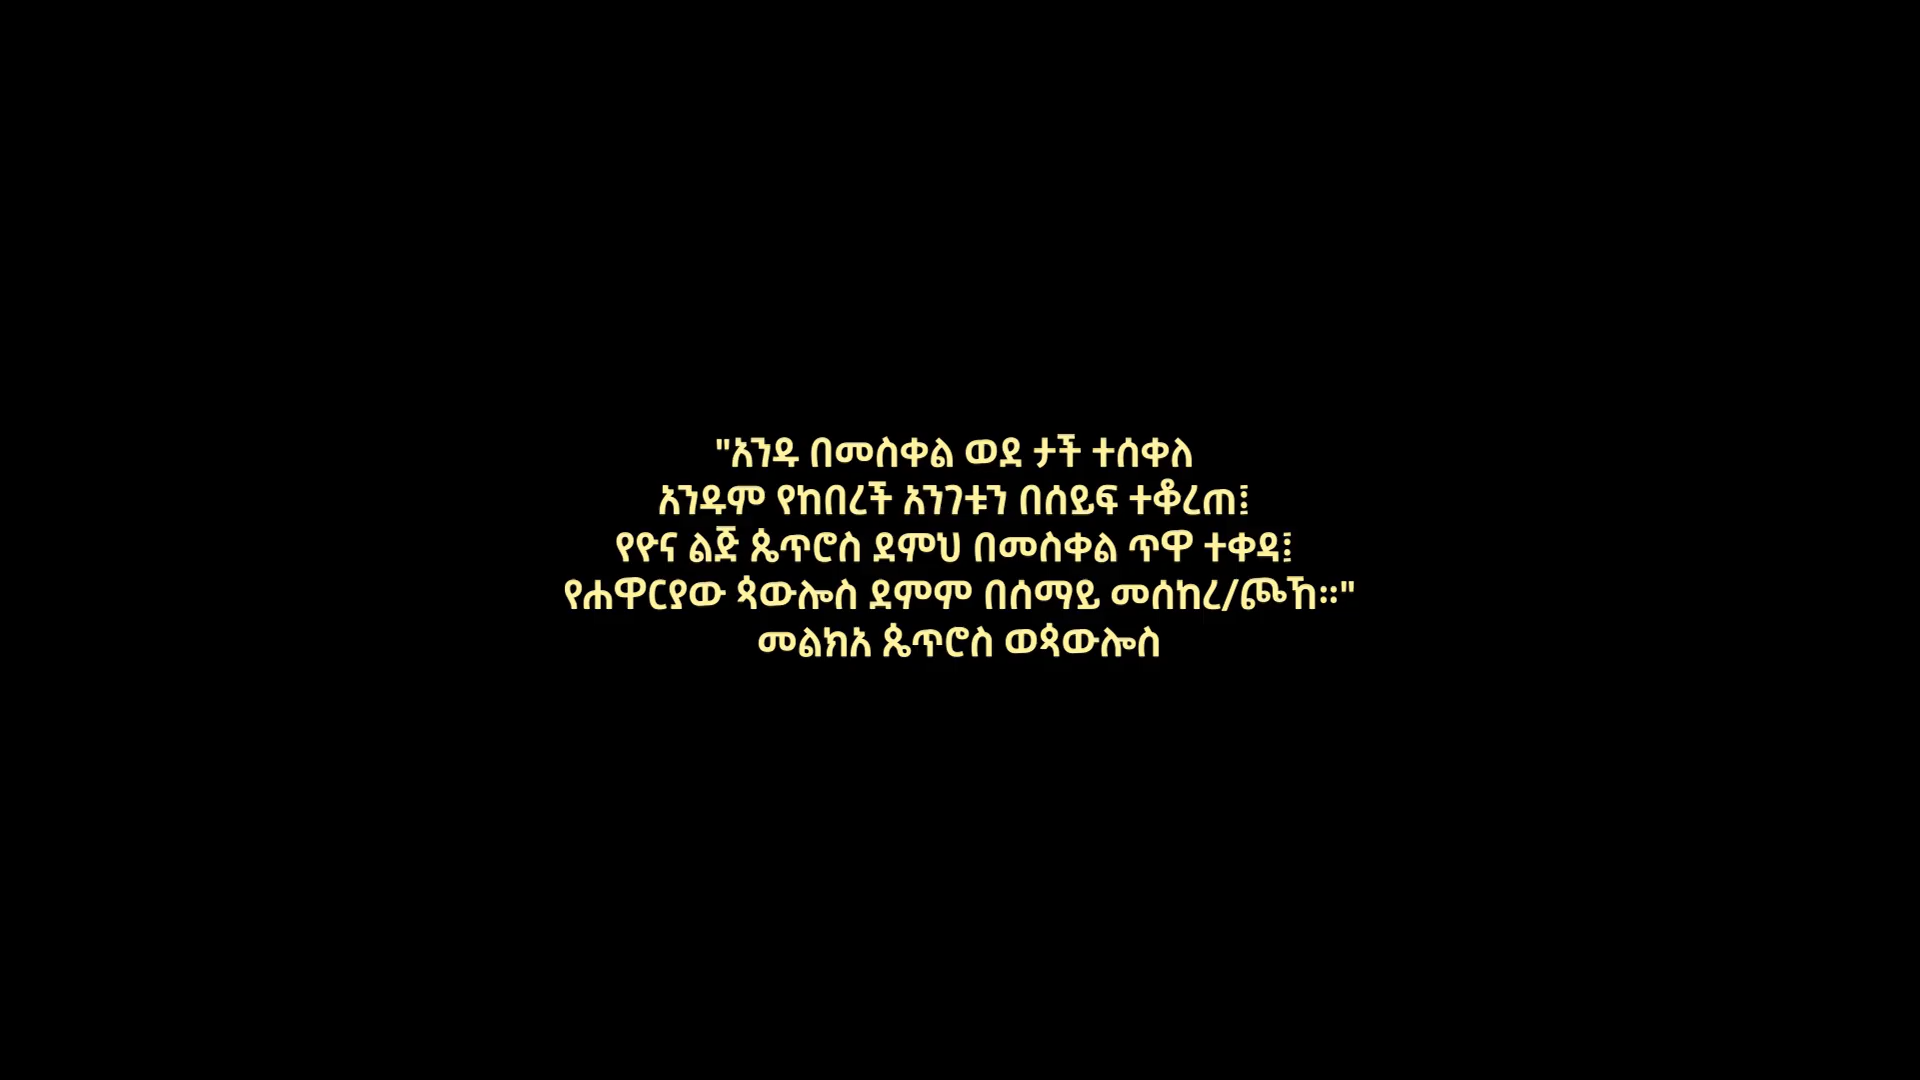 "አንዱ በመስቀል ወደ ታች ተሰቀለ
አንዱም የከበረች አንገቱን በሰይፍ ተቆረጠ፤
የዮና ልጅ ጴጥሮስ ደምህ በመስቀል ጥዋ ተቀዳ፤
የሐዋርያው ጳውሎስ ደምም በሰማይ መሰከረ/ጮኸ።"
መልክአ ጴጥሮስ ወጳውሎስ